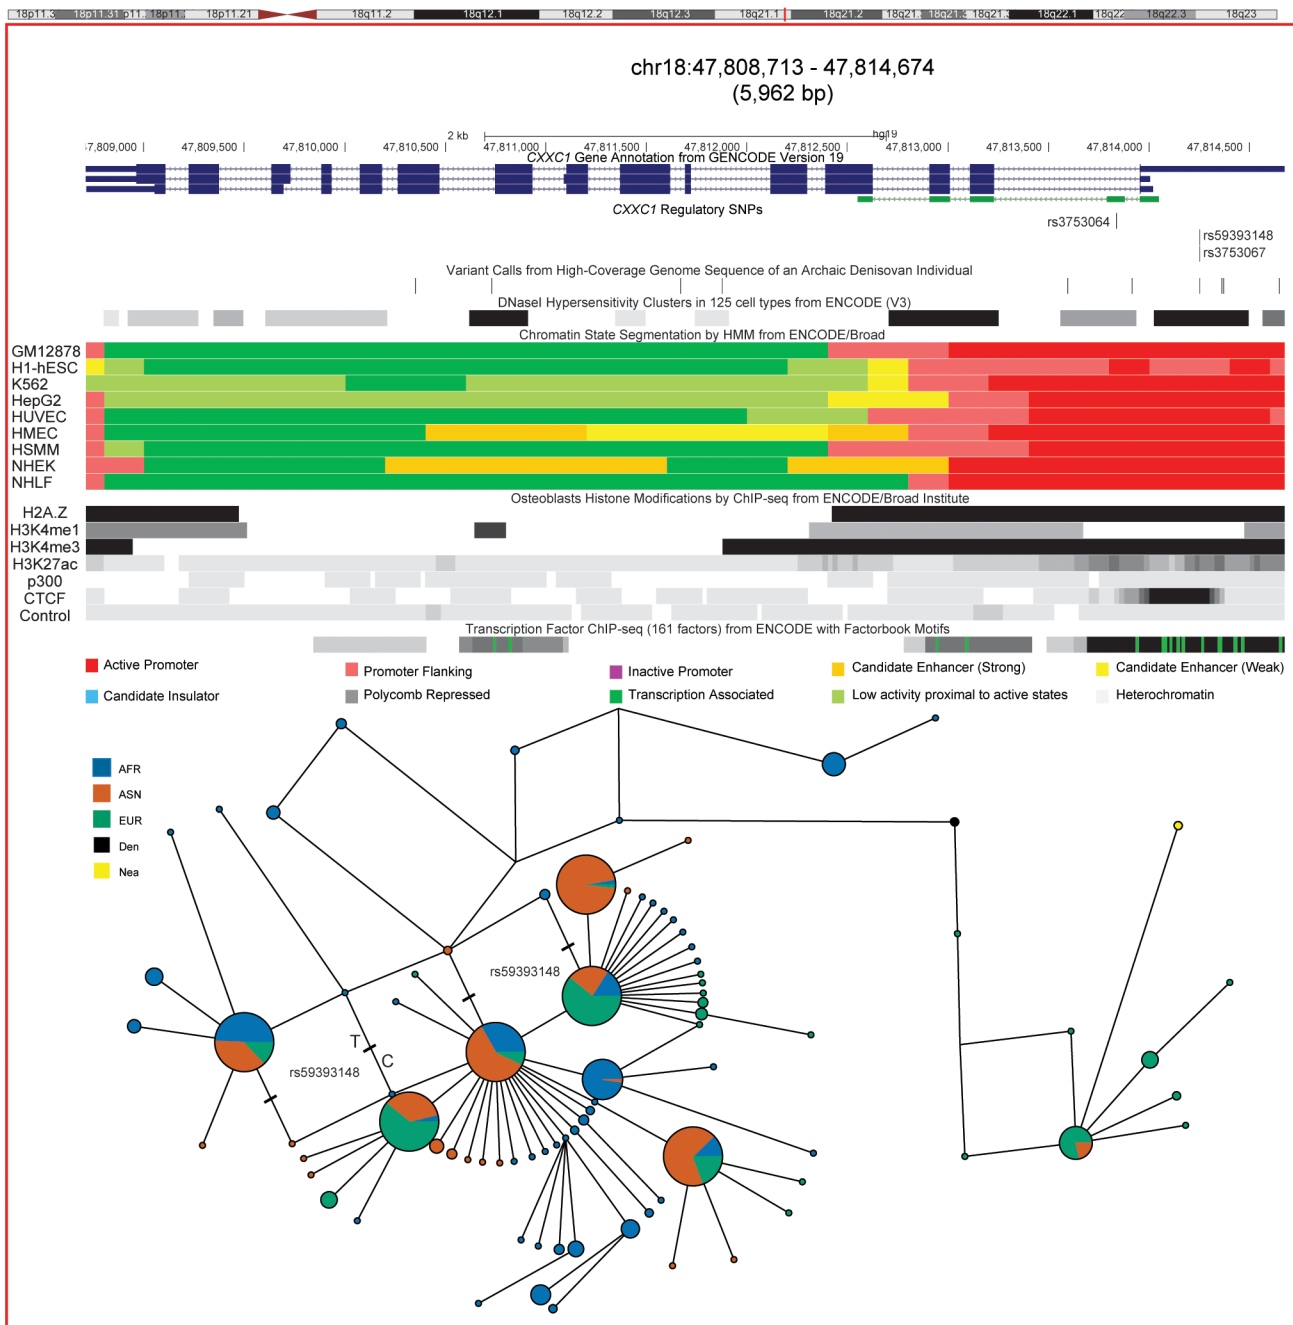 18p11.3 18p11.31 18p11. 18p11. 18p11.21 18q11.2 18q12.1 18q12.2 18q12.3 18q21.1 18q21.2 18q21. 18q21.3 18q21. 18q22.1 18q22 18q22.3 18q23
chr18:47,808,713 - 47,814,674
(5,962 bp)
2 kb hg19
47,809,000 47,809,500 47,810,000 47,810,500 47,811,000 47,811,500 47,812,000 47,812,500 47,813,000 47,813,500 47,814,000 47,814,500
CXXC1 Gene Annotation from GENCODE Version 19
CXXC1 Regulatory SNPs
rs3753064
rs59393148
rs3753067
Variant Calls from High-Coverage Genome Sequence of an Archaic Denisovan Individual
DNaseI Hypersensitivity Clusters in 125 cell types from ENCODE (V3)
Chromatin State Segmentation by HMM from ENCODE/Broad
GM12878
H1-hESC
K562
HepG2
HUVEC
HMEC
HSMM
NHEK
NHLF
Osteoblasts Histone Modifications by ChIP-seq from ENCODE/Broad Institute
H2A.Z
H3K4me1
H3K4me3
H3K27ac
p300
CTCF
Control
Transcription Factor ChIP-seq (161 factors) from ENCODE with Factorbook Motifs
Active Promoter Promoter Flanking Inactive Promoter Candidate Enhancer (Strong) Candidate Enhancer (Weak)
Candidate Insulator Polycomb Repressed Transcription Associated Low activity proximal to active states Heterochromatin
AFR
ASN
EUR
Den
Nea
rs59393148
T
C
rs59393148